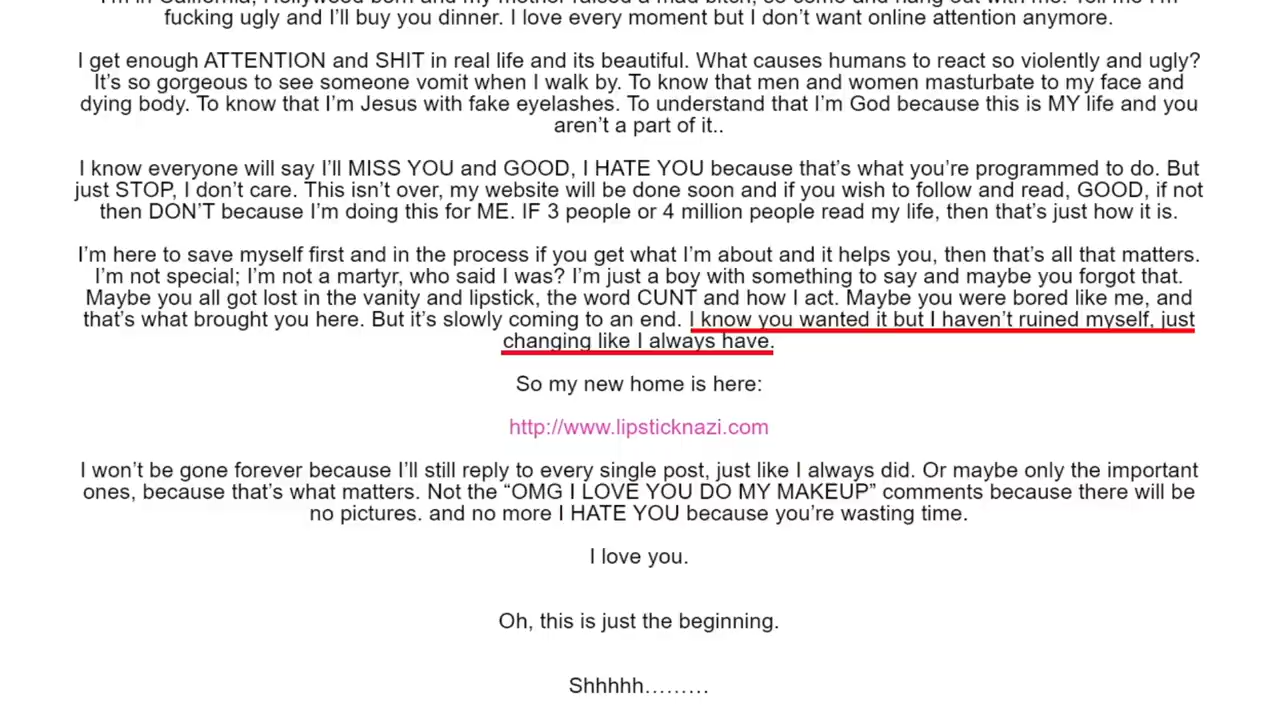 fucking ugly and I'll buy you dinner. I love every moment but I don't want online attention anymore.
I get enough ATTENTION and SHIT in real life and its beautiful. What causes humans to react so violently and ugly?
It's so gorgeous to see someone vomit when I walk by. To know that men and women masturbate to my face and
dying body. To know that I'm Jesus with fake eyelashes. To understand that I'm God because this is MY life and you
aren't a part of it..
I know everyone will say I'll MISS YOU and GOOD, I HATE YOU because that's what you're programmed to do. But
just STOP, I don't care. This isn't over, my website will be done soon and if you wish to follow and read, GOOD, if not
then DON'T because I'm doing this for ME. IF 3 people or 4 million people read my life, then that's just how it is.
I'm here to save myself first and in the process if you get what I'm about and it helps you, then that's all that matters.
I'm not special; I'm not a martyr, who said I was? I'm just a boy with something to say and maybe you forgot that.
Maybe you all got lost in the vanity and lipstick, the word CUNT and how I act. Maybe you were bored like me, and
that's what brought you here. But it's slowly coming to an end. I know you wanted it but I haven't ruined myself, just
changing like I always have.
So my new home is here:
http://www.lipsticknazi.com
I won't be gone forever because I'll still reply to every single post, just like I always did. Or maybe only the important
ones, because that's what matters. Not the “OMG I LOVE YOU DO MY MAKEUP” comments because there will be
no pictures. and no more I HATE YOU because you're wasting time.
I love you.
Oh, this is just the beginning.
Shhhhh………